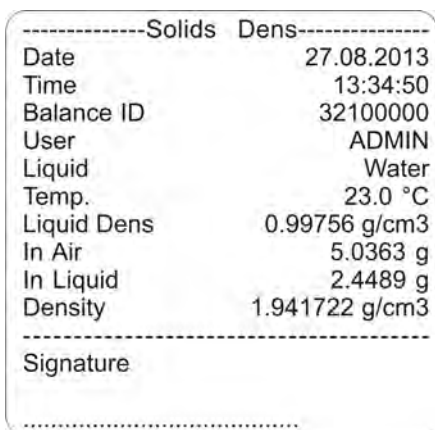 --------------Solids Dens---------------
Date 27.08.2013
Time 13:34:50
Balance ID 32100000
User ADMIN
Liquid Water
Temp. 23.0 °C
Liquid Dens 0.99756 g/cm3
In Air 5.0363 g
In Liquid 2.4489 g
Density 1.941722 g/cm3
-----------------------------------------------
Signature
.......................................